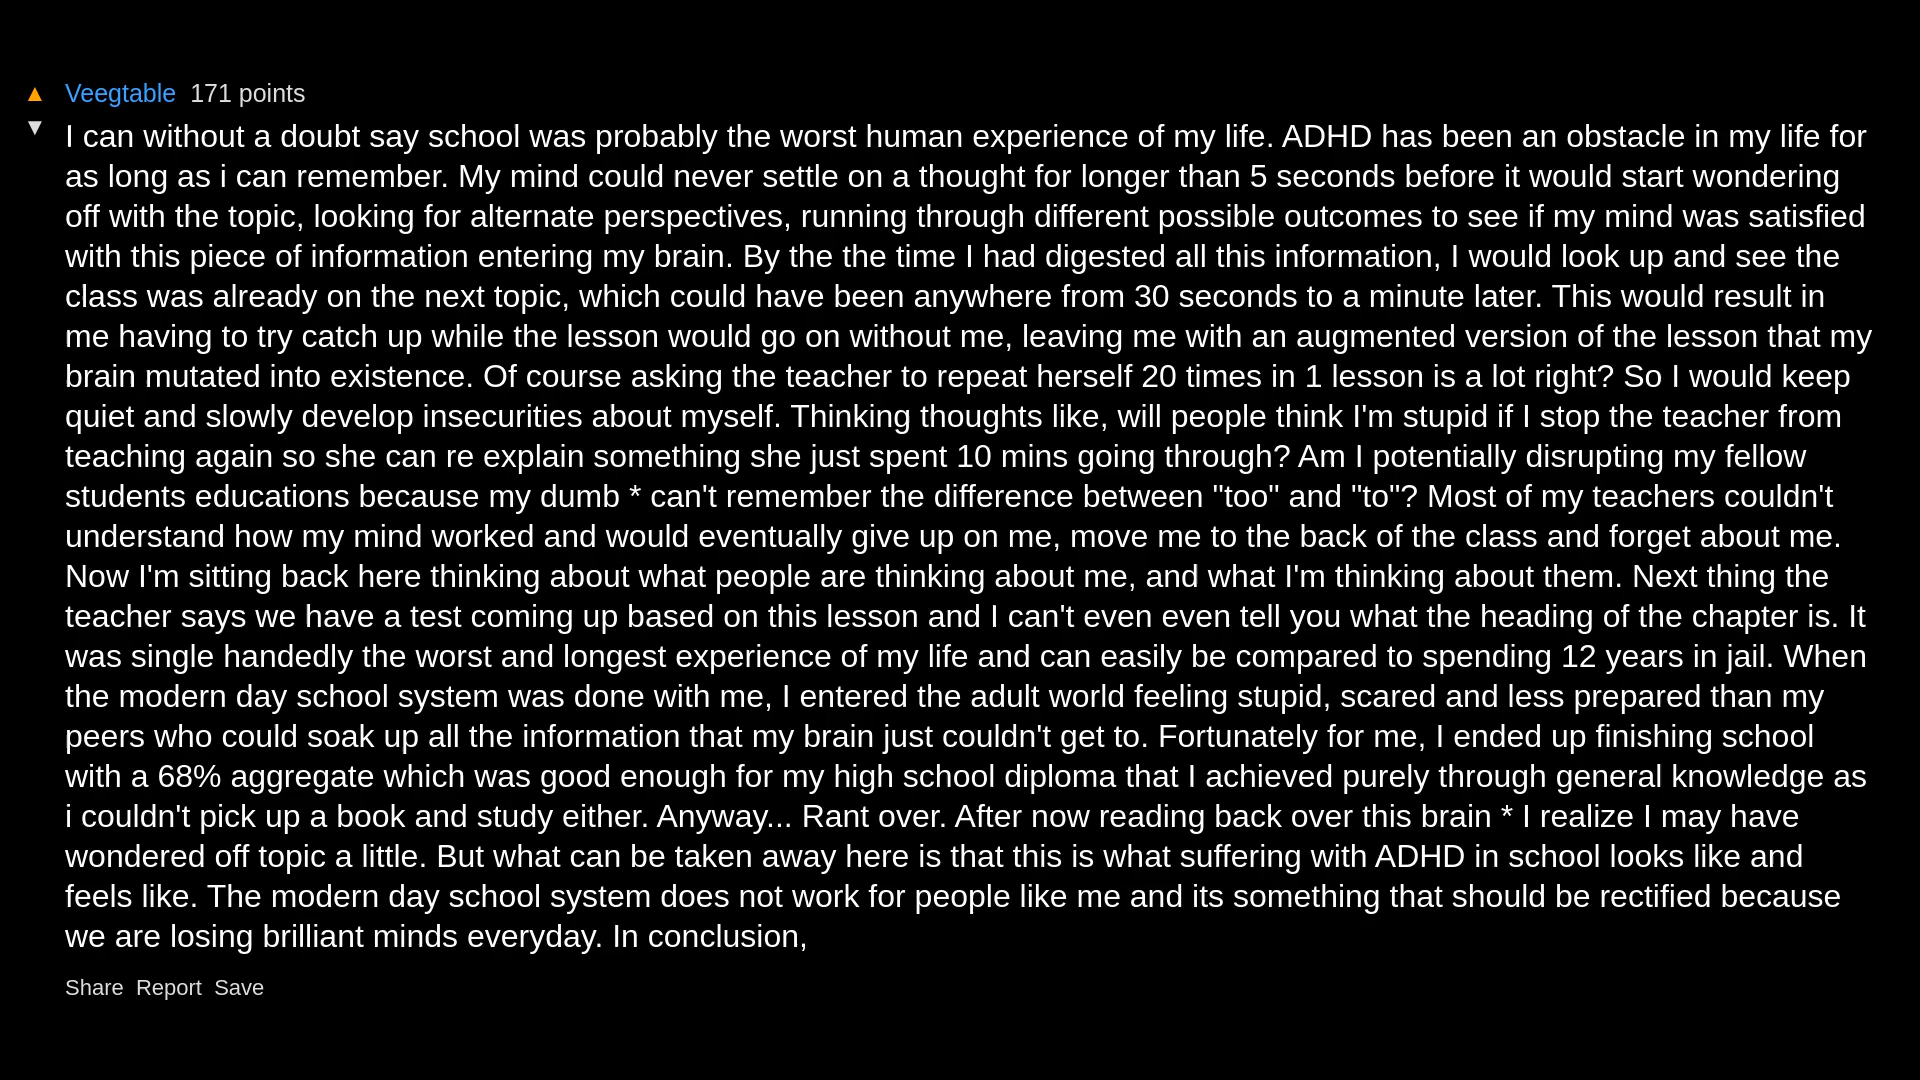 ▲ Veegtable 171 points
▼
I can without a doubt say school was probably the worst human experience of my life. ADHD has been an obstacle in my life for
as long as i can remember. My mind could never settle on a thought for longer than 5 seconds before it would start wondering
off with the topic, looking for alternate perspectives, running through different possible outcomes to see if my mind was satisfied
with this piece of information entering my brain. By the the time I had digested all this information, I would look up and see the
class was already on the next topic, which could have been anywhere from 30 seconds to a minute later. This would result in
me having to try catch up while the lesson would go on without me, leaving me with an augmented version of the lesson that my
brain mutated into existence. Of course asking the teacher to repeat herself 20 times in 1 lesson is a lot right? So I would keep
quiet and slowly develop insecurities about myself. Thinking thoughts like, will people think I'm stupid if I stop the teacher from
teaching again so she can re explain something she just spent 10 mins going through? Am I potentially disrupting my fellow
students educations because my dumb * can't remember the difference between "too" and "to"? Most of my teachers couldn't
understand how my mind worked and would eventually give up on me, move me to the back of the class and forget about me.
Now I'm sitting back here thinking about what people are thinking about me, and what I'm thinking about them. Next thing the
teacher says we have a test coming up based on this lesson and I can't even even tell you what the heading of the chapter is. It
was single handedly the worst and longest experience of my life and can easily be compared to spending 12 years in jail. When
the modern day school system was done with me, I entered the adult world feeling stupid, scared and less prepared than my
peers who could soak up all the information that my brain just couldn't get to. Fortunately for me, I ended up finishing school
with a 68% aggregate which was good enough for my high school diploma that I achieved purely through general knowledge as
i couldn't pick up a book and study either. Anyway... Rant over. After now reading back over this brain * I realize I may have
wondered off topic a little. But what can be taken away here is that this is what suffering with ADHD in school looks like and
feels like. The modern day school system does not work for people like me and its something that should be rectified because
we are losing brilliant minds everyday. In conclusion,
Share Report Save